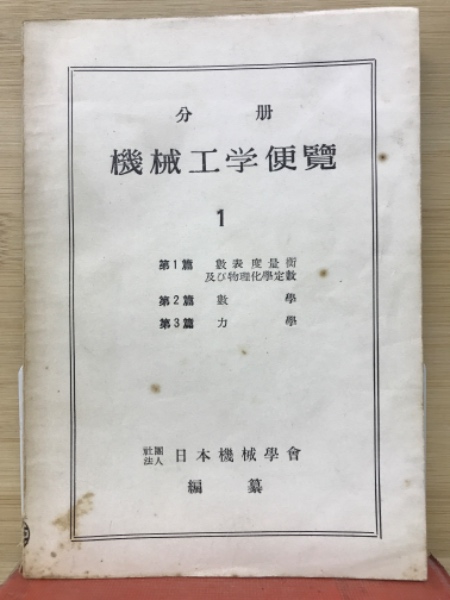 分冊
機械工学便覽
1
第1篇 數表度量衡
及び物理化學定数
第2篇 數學
第3篇 力學
社團法人 日本機械學會
編纂